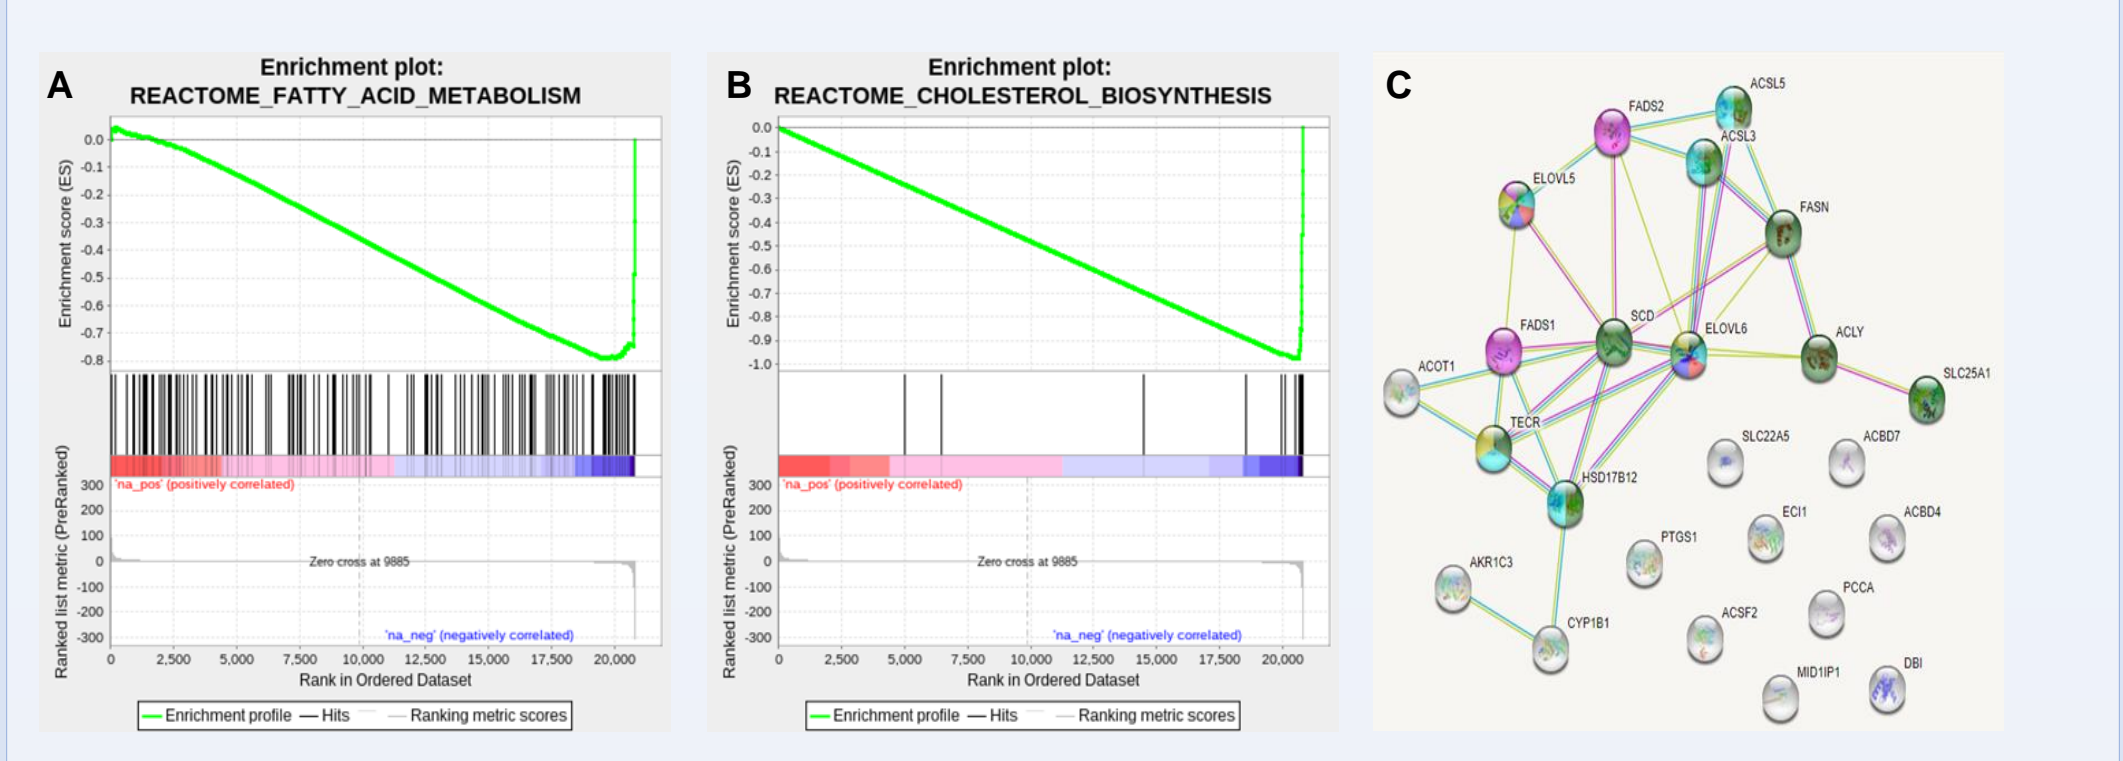 A
Enrichment plot:
REACTOME_FATTY_ACID_METABOLISM
Enrichment score (ES)
0.0
-0.1
-0.2
-0.3
-0.4
-0.5
-0.6
-0.7
-0.8
Ranked list metric (PreRanked)
'na_pos' (positively correlated)
300
200
100
0
-100
-200
-300
Zero cross at 9885
'na_neg' (negatively correlated)
0 2,500 5,000 7,500 10,000 12,500 15,000 17,500 20,000
Rank in Ordered Dataset
Enrichment profile Hits Ranking metric scores
B
Enrichment plot:
REACTOME_CHOLESTEROL_BIOSYNTHESIS
Enrichment score (ES)
0.0
-0.1
-0.2
-0.3
-0.4
-0.5
-0.6
-0.7
-0.8
-0.9
-1.0
Ranked list metric (PreRanked)
'na_pos' (positively correlated)
300
200
100
0
-100
-200
-300
Zero cross at 9885
'na_neg' (negatively correlated)
0 2,500 5,000 7,500 10,000 12,500 15,000 17,500 20,000
Rank in Ordered Dataset
Enrichment profile Hits Ranking metric scores
C
ACSL5
FADS2
ACSL3
ELOVL5
FASN
SCD
FADS1
ELOVL6
ACLY
ACOT1
SLC25A1
TECR
SLC22A5
ACBD7
HSD17B12
ECI1
ACBD4
PTGS1
AKR1C3
PCCA
ACSF2
CYP1B1
DBI
MID1IP1